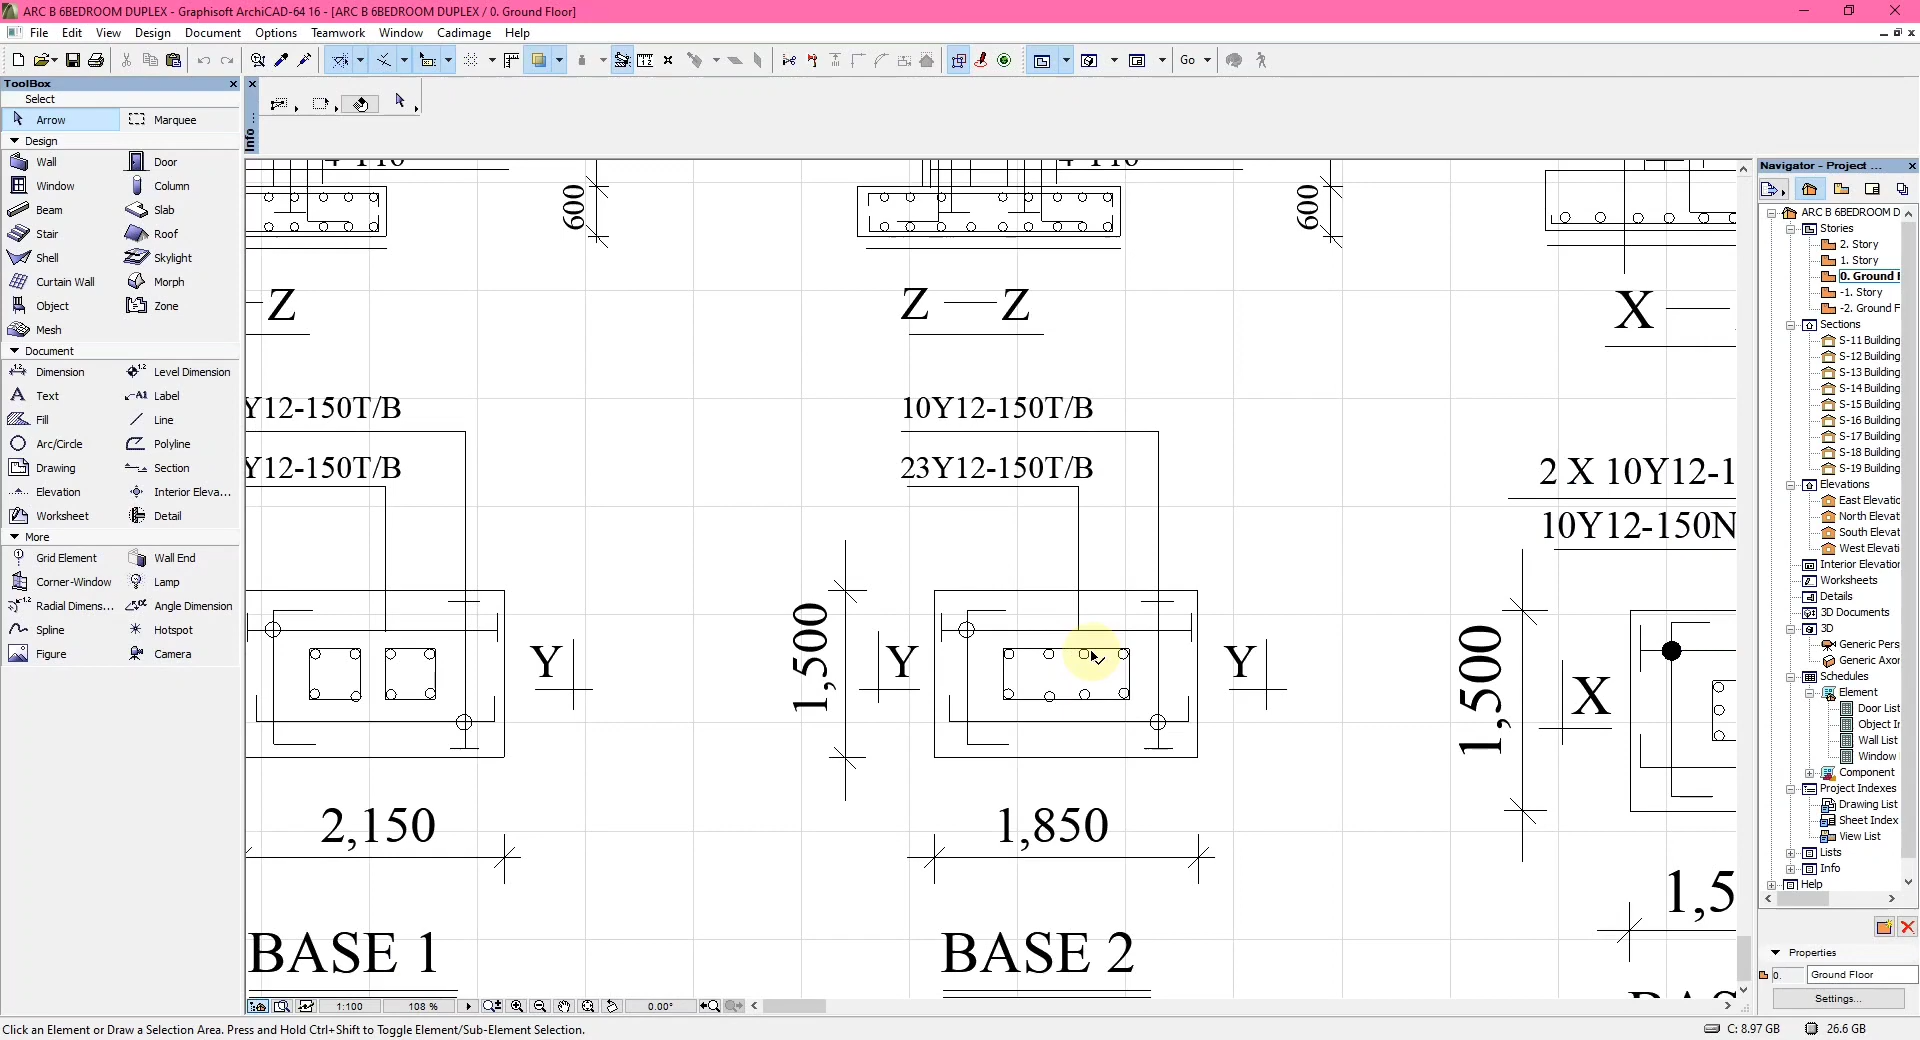 ARC B 6BEDROOM DUPLEX - Graphisoft ArchiCAD-64 16 - [ARC B 6BEDROOM DUPLEX / 0. Ground Floor]
File Edit View Design Document Options Teamwork Window Cadimage Help
Go
ToolBox
Select
Arrow Marquee
Design
Wall Door
Window Column
Beam Slab
Stair Roof
Shell Skylight
Curtain Wall Morph
Object Zone
Mesh
Document
Dimension Level Dimension
Text Label
Fill Line
Arc/Circle Polyline
Drawing Section
Elevation Interior Eleva...
Worksheet Detail
More
Grid Element Wall End
Corner-Window Lamp
Radial Dimens... Angle Dimension
Spline Hotspot
Figure Camera
Info ...
600
600
Z
Z Z
X
Y12-150T/B
10Y12-150T/B
Y12-150T/B
23Y12-150T/B
2 X 10Y12-1
10Y12-150N
Y
1,500
Y
Y
1,500
X
2,150
1,850
1,5
BASE 1
BASE 2
1:100 108 % 0.00°
Navigator - Project ...
ARC B 6BEDROOM D
Stories
2. Story
1. Story
0. Ground F
-1. Story
-2. Ground F
Sections
S-11 Building
S-12 Building
S-13 Building
S-14 Building
S-15 Building
S-16 Building
S-17 Building
S-18 Building
S-19 Building
Elevations
East Elevatio
North Elevat
South Elevat
West Elevati
Interior Elevation
Worksheets
Details
3D Documents
3D
Generic Pers
Generic Axor
Schedules
Element
Door List
Object In
Wall List
Window
Component
Project Indexes
Drawing List
Sheet Index
View List
Lists
Info
Help
Properties
0. Ground Floor
Settings...
Click an Element or Draw a Selection Area. Press and Hold Ctrl+Shift to Toggle Element/Sub-Element Selection.
C: 8.97 GB 26.6 GB